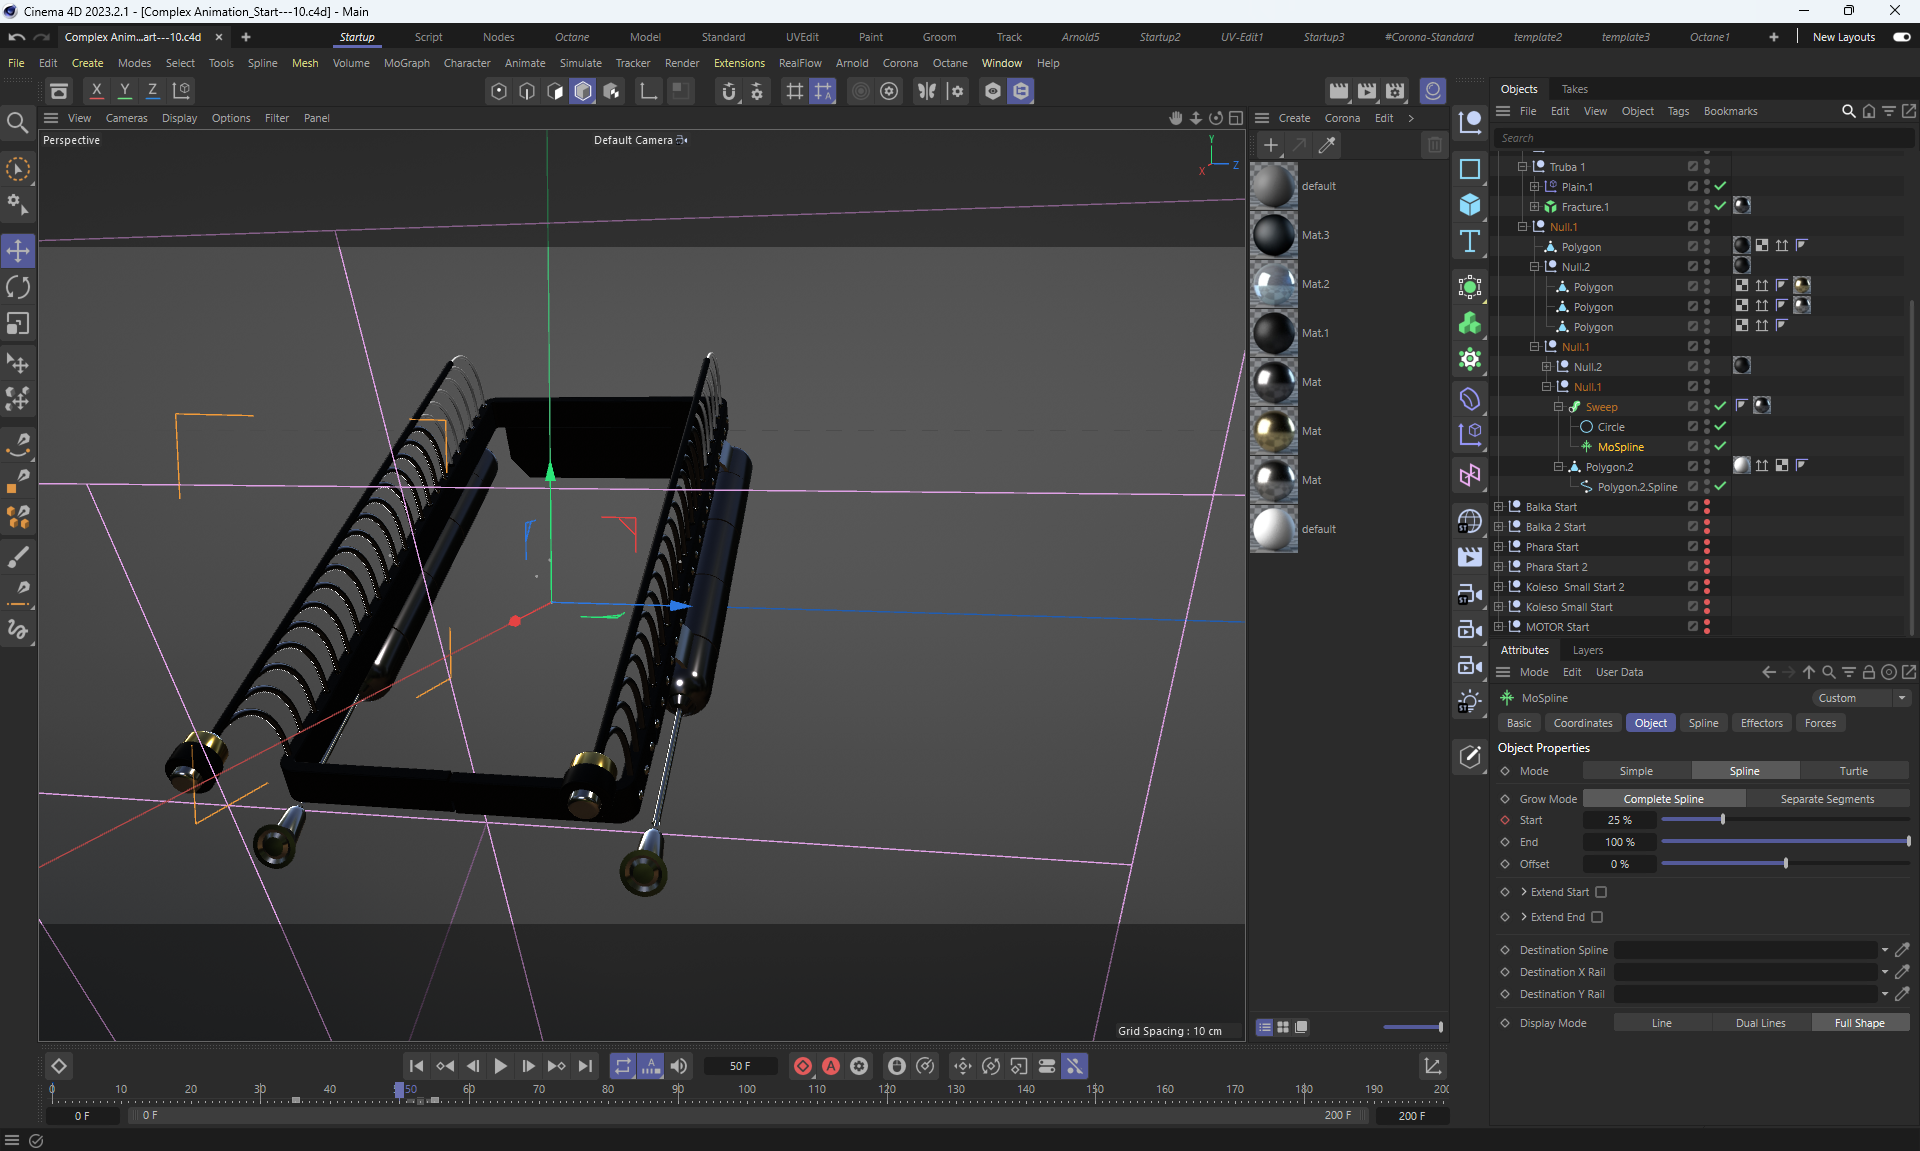 Cinema 4D 2023.2.1 - [Complex Animation_Start---10.c4d] - Main
Complex Anim...art---10.c4d
Startup Script Nodes Octane Model Standard UVEdit Paint Groom Track Arnold5 Startup2 UV-Edit1 Startup3 #Corona-Standard template2 template3 Octane1 New Layouts
File Edit Create Modes Select Tools Spline Mesh Volume MoGraph Character Animate Simulate Tracker Render Extensions RealFlow Arnold Corona Octane Window Help
X Y Z
View Cameras Display Options Filter Panel
Perspective
Default Camera
Y
Z
X
Grid Spacing : 10 cm
Create Corona Edit
default
Mat.3
Mat.2
Mat.1
Mat
Mat
Mat
default
Objects Takes
File Edit View Object Tags Bookmarks
Search
Truba 1
Plain.1
Fracture.1
Null.1
Polygon
Null.2
Polygon
Polygon
Polygon
Null.1
Null.2
Null.1
Sweep
Circle
MoSpline
Polygon.2
Polygon.2.Spline
Balka Start
Balka 2 Start
Phara Start
Phara Start 2
Koleso Small Start 2
Koleso Small Start
MOTOR Start
Attributes Layers
Mode Edit User Data
MoSpline Custom
Basic Coordinates Object Spline Effectors Forces
Object Properties
Mode Simple Spline Turtle
Grow Mode Complete Spline Separate Segments
Start 25 %
End 100 %
Offset 0 %
Extend Start
Extend End
Destination Spline
Destination X Rail
Destination Y Rail
Display Mode Line Dual Lines Full Shape
50 F
0 10 20 30 40 50 60 70 80 90 100 110 120 130 140 150 160 170 180 190 200
0 F 0 F 200 F 200 F